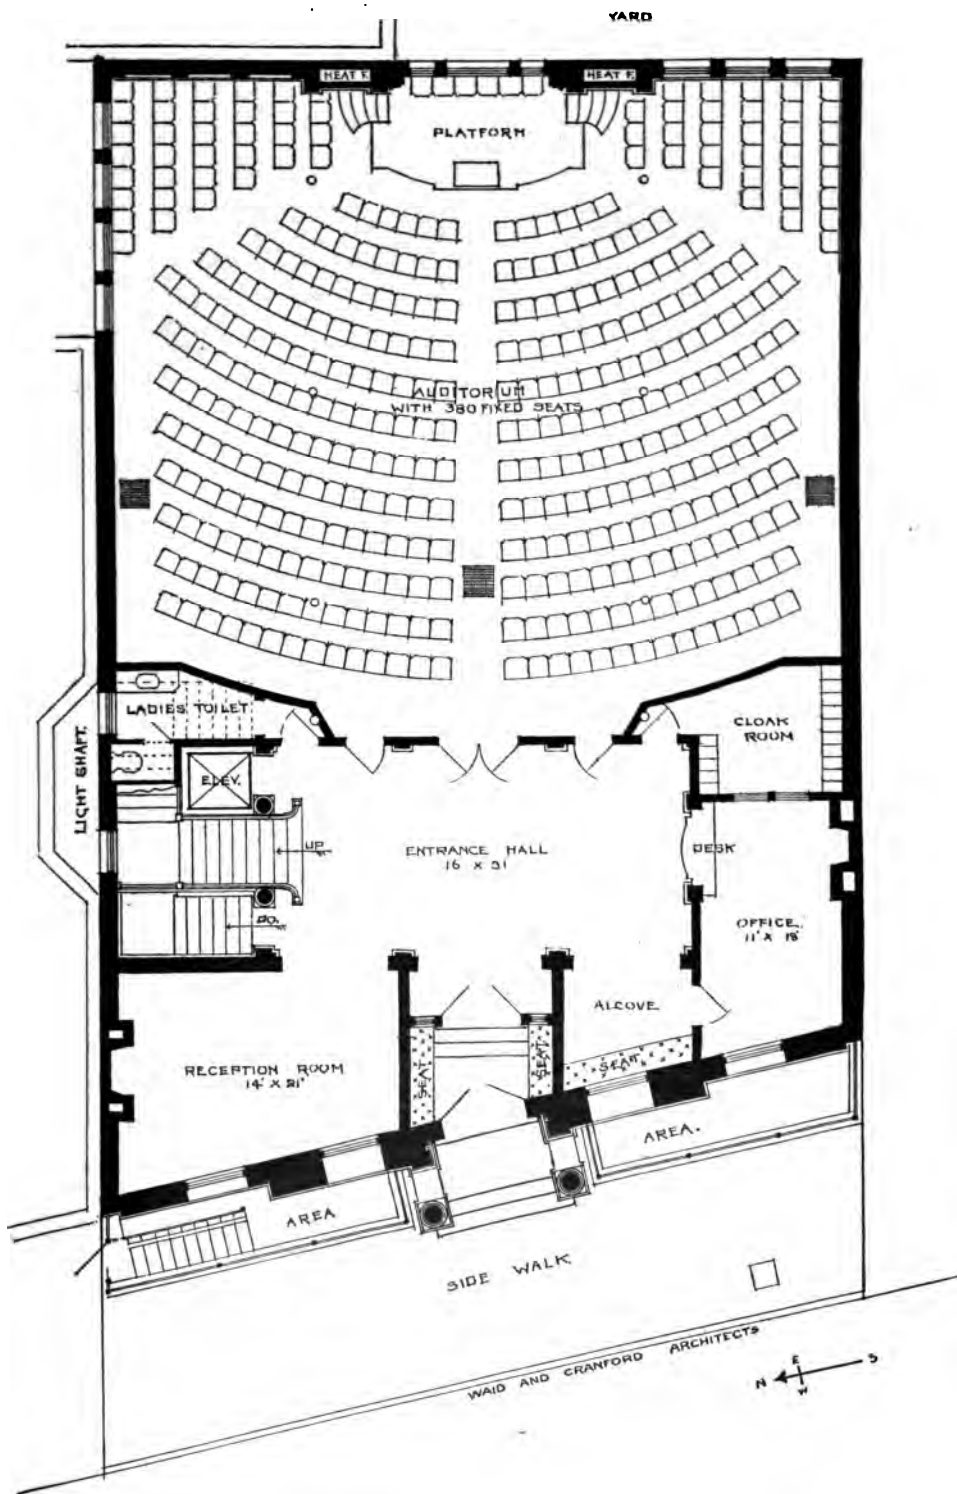 YARD
HEAT F.
HEAT F.
PLATFORM
AUDITORIUM
WITH 380 FIXED SEATS
LADIES TOILET
CLOAK
ROOM
LIGHT SHAFT.
ELEV.
UP
ENTRANCE HALL
16 X 31
DESK
DO.
OFFICE.
11' X 18'
ALCOVE
RECEPTION ROOM
14' X 21'
SEAT
SEAT
SEAT
AREA.
AREA
SIDE WALK
WAID AND CRANFORD ARCHITECTS
N E S
W